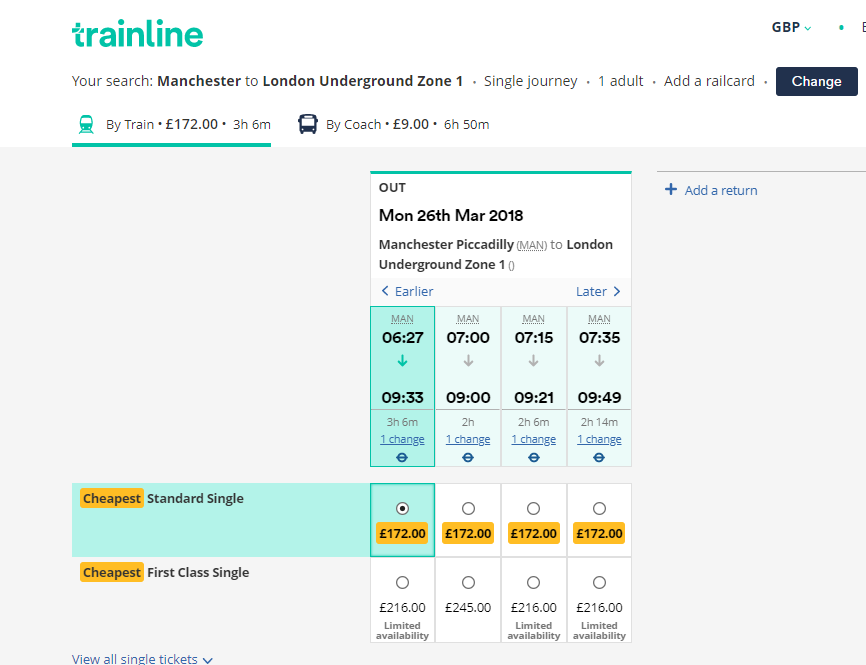 trainline
GBP
Your search: Manchester to London Underground Zone 1 • Single journey • 1 adult • Add a railcard • Change
By Train • £172.00 • 3h 6m By Coach • £9.00 • 6h 50m
OUT
+ Add a return
Mon 26th Mar 2018
Manchester Piccadilly (MAN) to London
Underground Zone 1 ()
Earlier Later
MAN MAN MAN MAN
06:27 07:00 07:15 07:35
09:33 09:00 09:21 09:49
3h 6m 2h 2h 6m 2h 14m
1 change 1 change 1 change 1 change
Cheapest Standard Single
£172.00 £172.00 £172.00 £172.00
Cheapest First Class Single
£216.00 £245.00 £216.00 £216.00
Limited Limited Limited
availability availability availability
View all single tickets